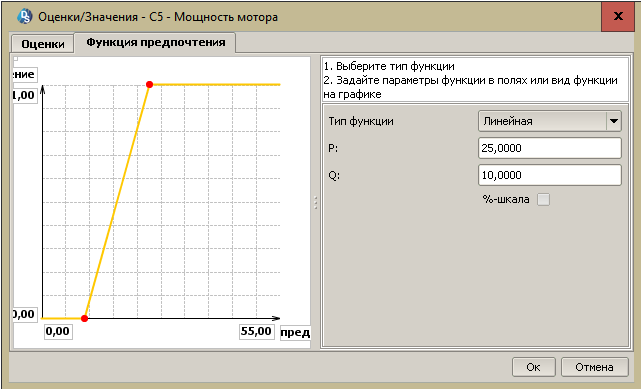 Оценки/Значения - C5 - Мощность мотора
Оценки
Функция предпочтения
ение
1,00
0,00
0,00
55,00
пред
1. Выберите тип функции
2. Задайте параметры функции в полях или вид функции
на графике
Тип функции
Линейная
P:
25,0000
Q:
10,0000
%-шкала
Ок
Отмена